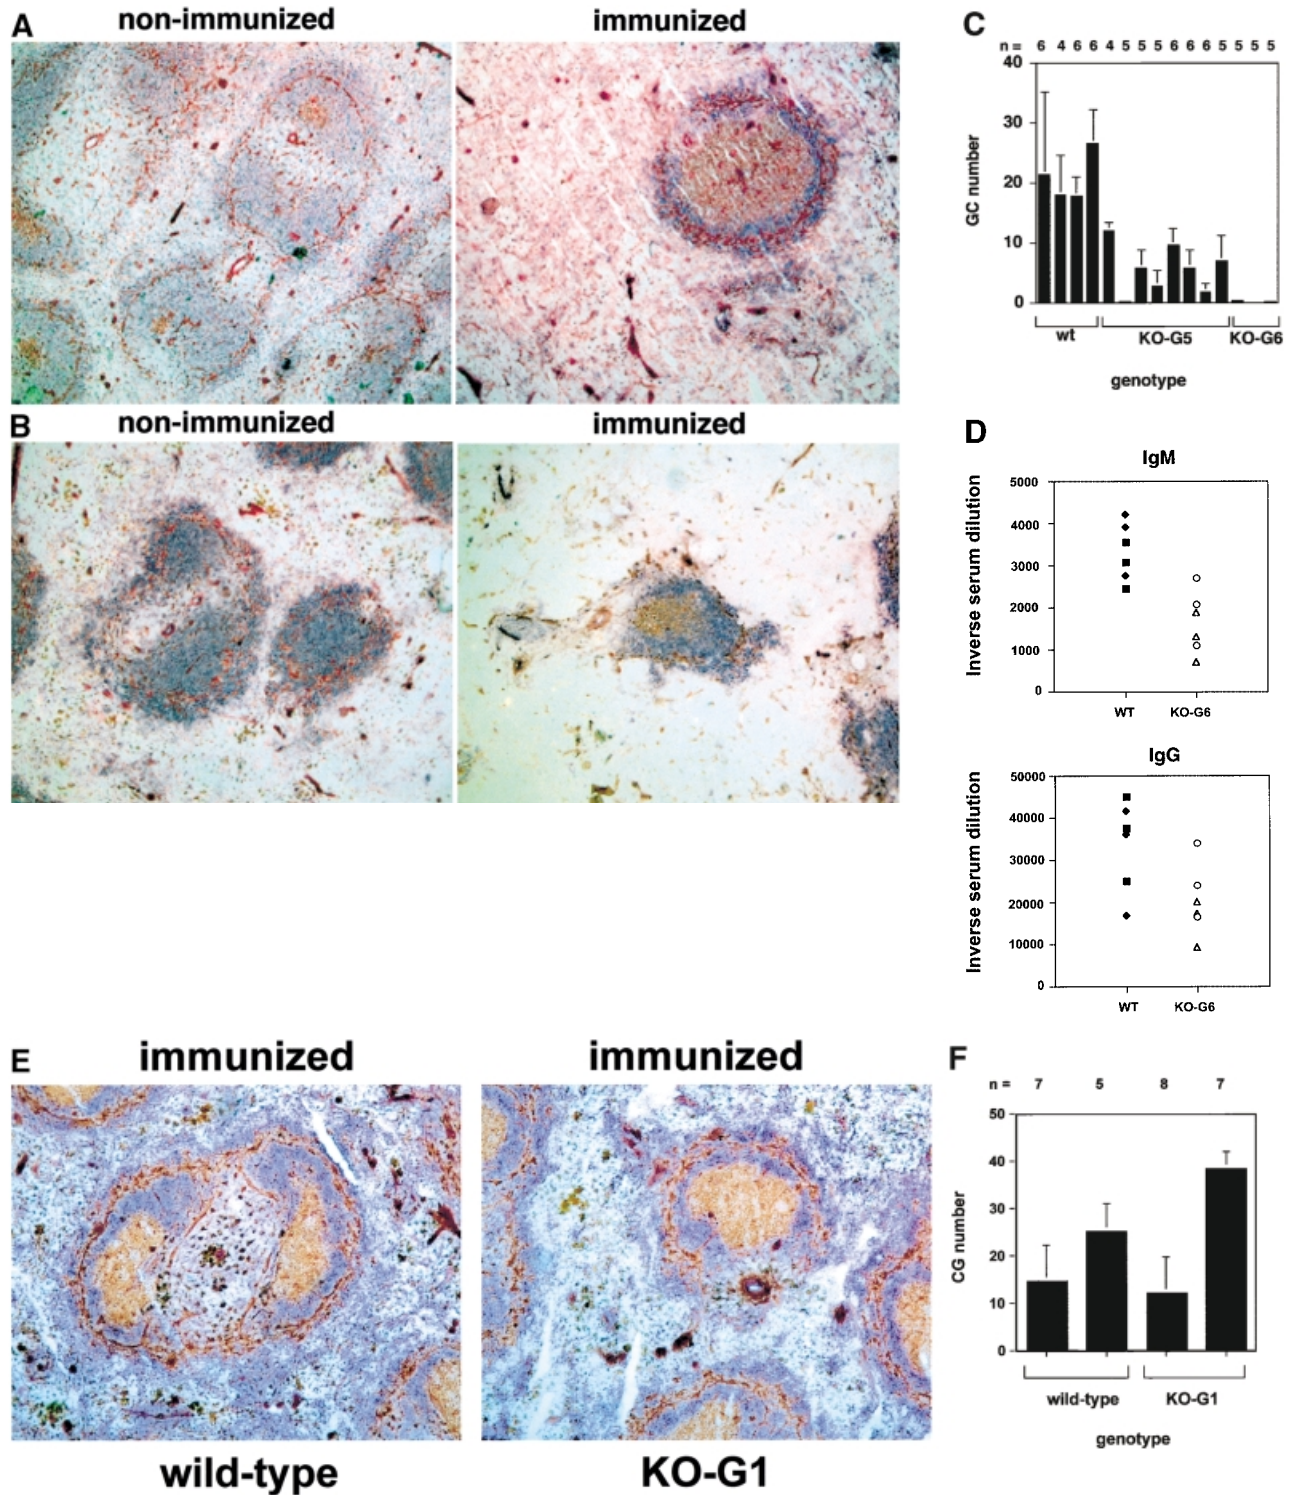 A
non-immunized
immunized
B
non-immunized
immunized
C
n = 6 4 6 6 4 5 5 5 6 6 6 5 5 5 5
40
30
20
10
0
GC number
wt
KO-G5
KO-G6
genotype
D
IgM
5000
4000
3000
2000
1000
0
Inverse serum dilution
WT
KO-G6
IgG
50000
40000
30000
20000
10000
0
Inverse serum dilution
WT
KO-G6
E
immunized
immunized
wild-type
KO-G1
F
n = 7 5 8 7
50
40
30
20
10
0
CG number
wild-type
KO-G1
genotype